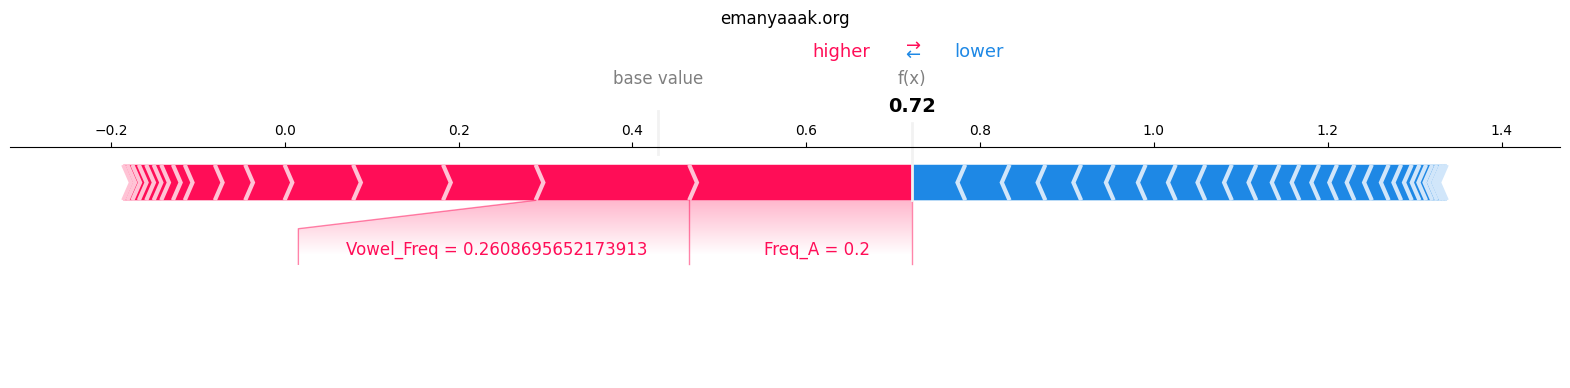 emanyaaak.org
higher ⇄ lower
base value f(x)
0.72
−0.2 0.0 0.2 0.4 0.6 0.8 1.0 1.2 1.4
Vowel_Freq = 0.2608695652173913 Freq_A = 0.2